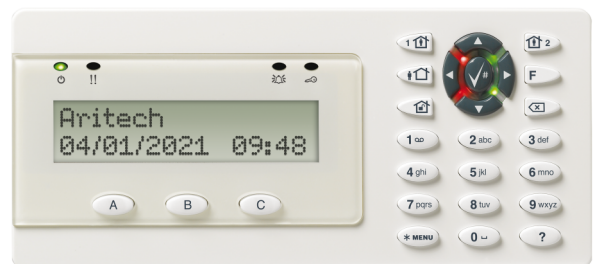 !!
Aritech
04/01/2021 09:48
A B C
1
2
#
F
1
2 abc
3 def
4 ghi
5 jkl
6 mno
7 pqrs
8 tuv
9 wxyz
* MENU
0
?